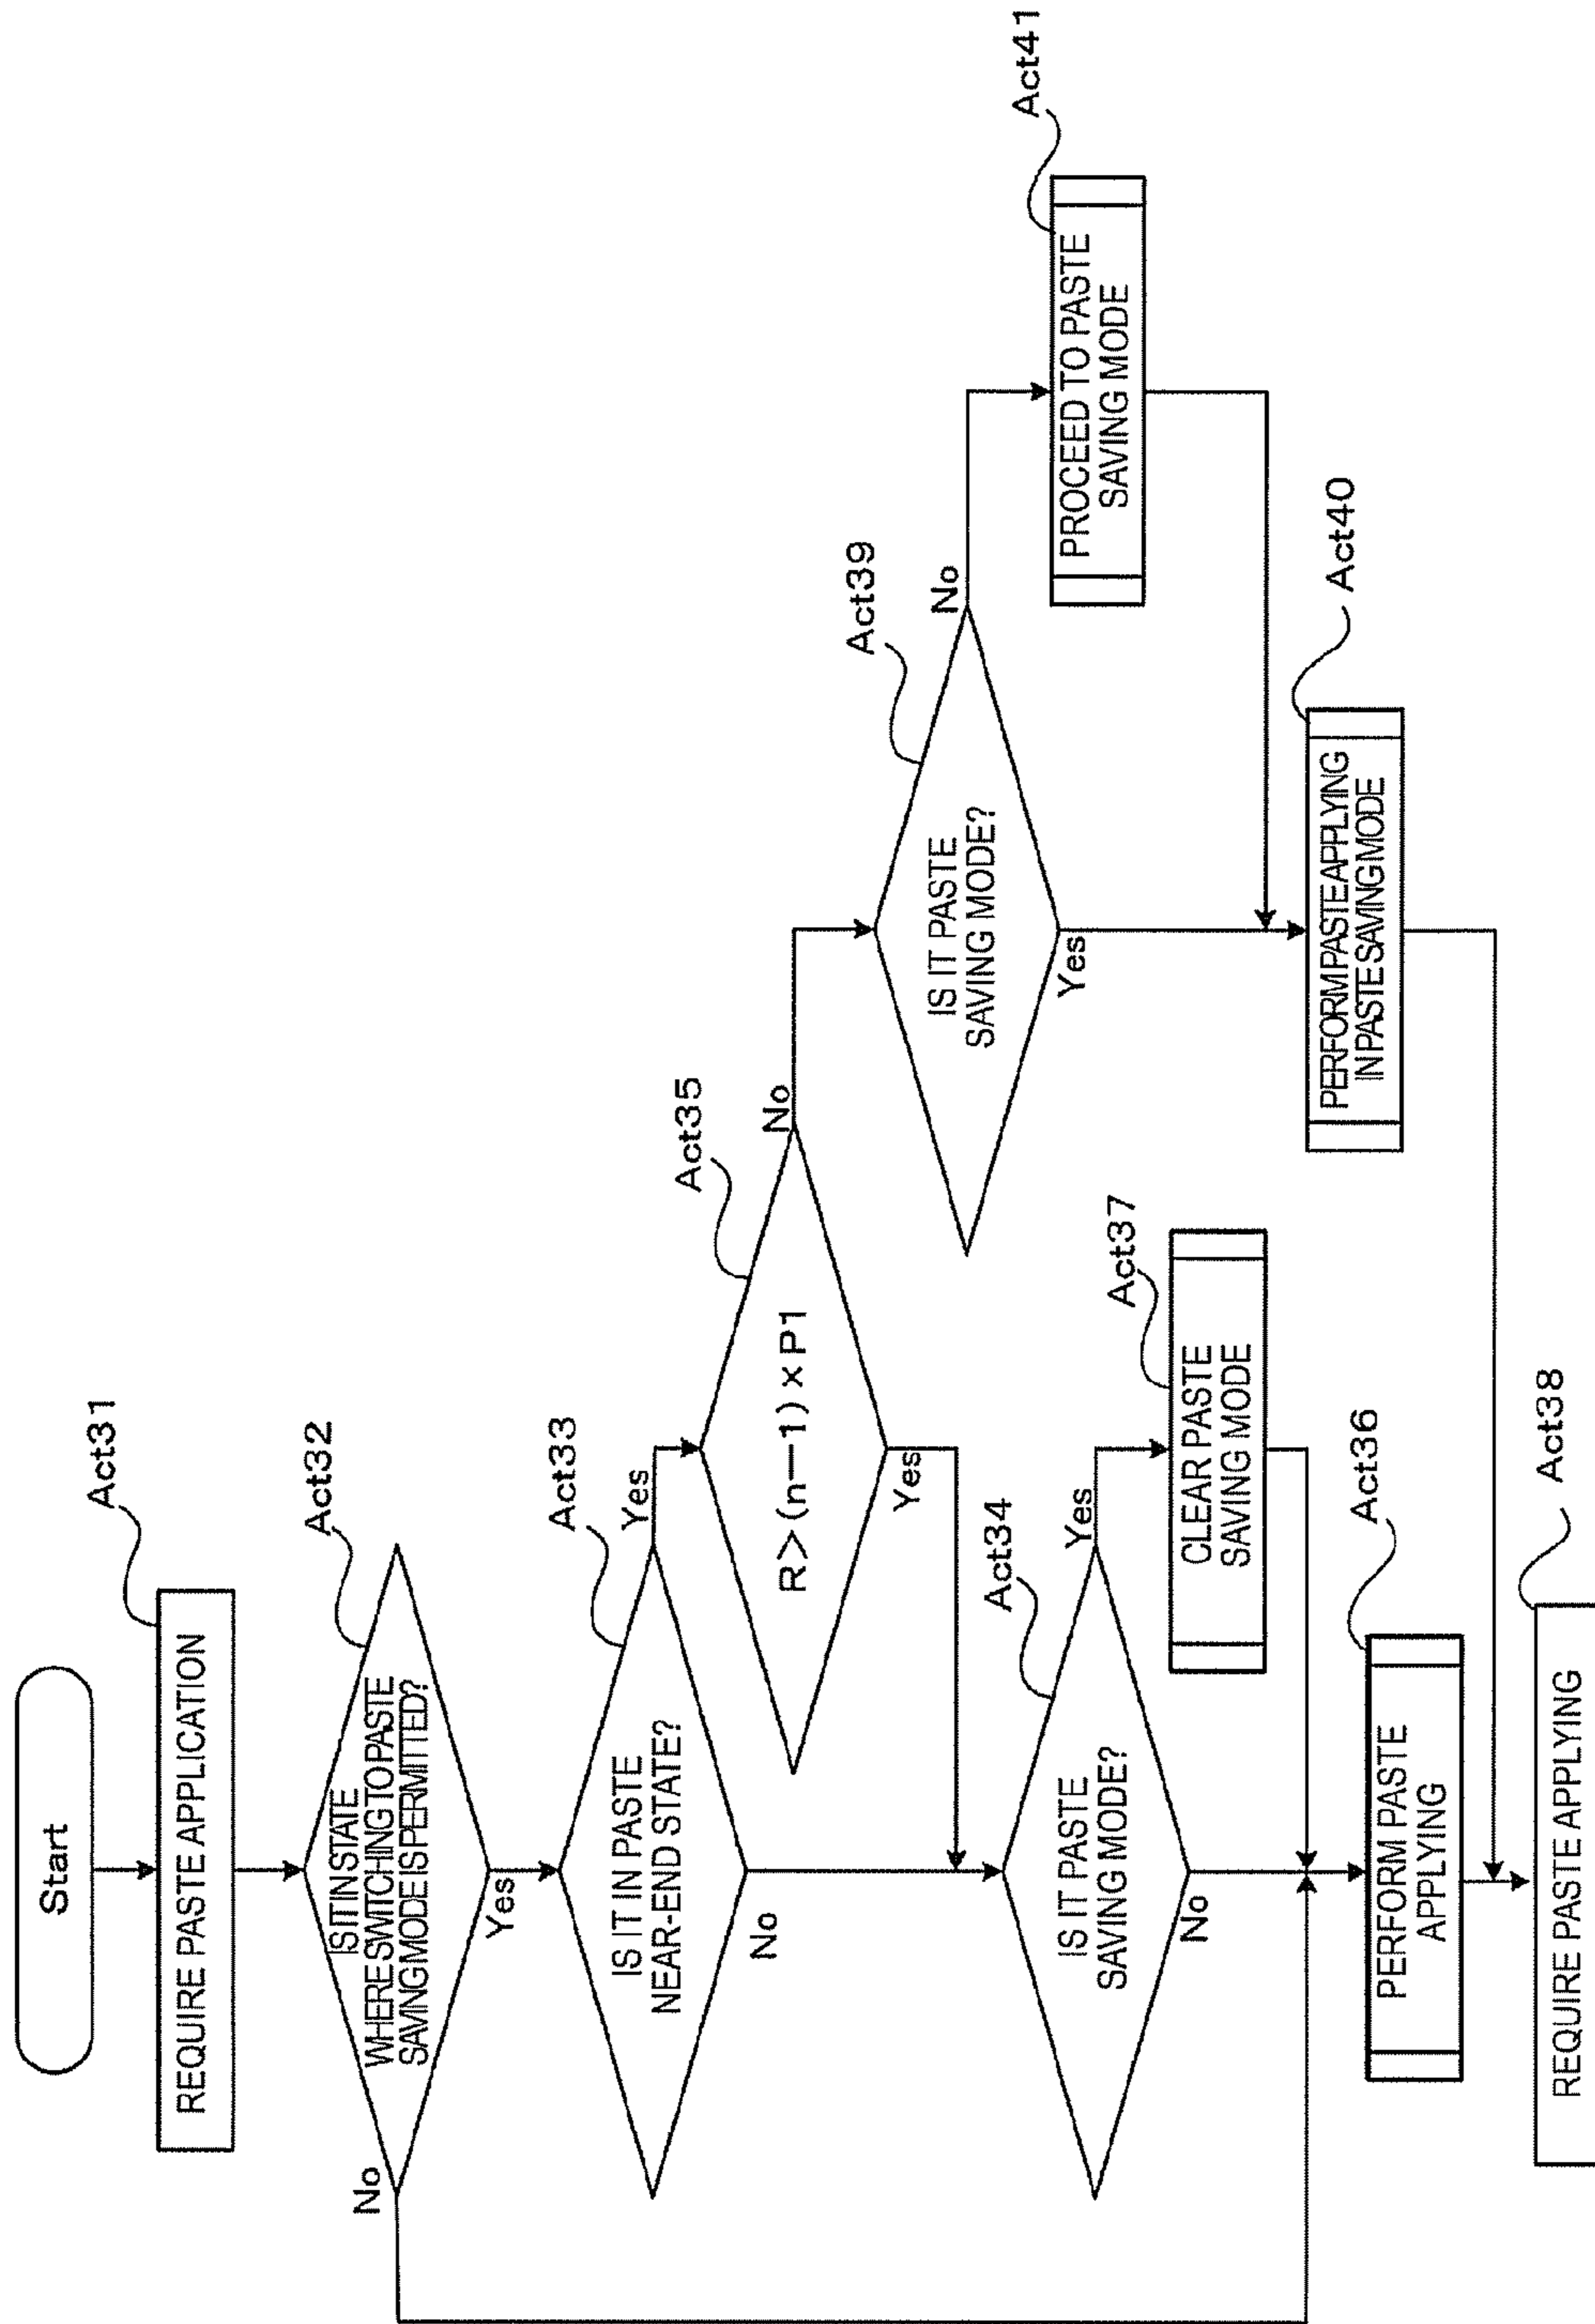 Start
Act31
REQUIRE PASTE APPLICATION
Act32
IS IT IN STATE
WHERE SWITCHING TO PASTE
SAVING MODE IS PERMITTED?
No
Yes
Act33
IS IT IN PASTE
NEAR-END STATE?
Yes
No
Act35
R>(n—1)×P1
No
Yes
Act39
IS IT PASTE
SAVING MODE?
No
Yes
Act41
PROCEED TO PASTE
SAVING MODE
Act34
IS IT PASTE
SAVING MODE?
Yes
No
Act37
CLEAR PASTE
SAVING MODE
Act40
PERFORM PASTE APPLYING
IN PASTE SAVING MODE
Act36
PERFORM PASTE
APPLYING
Act38
REQUIRE PASTE APPLYING